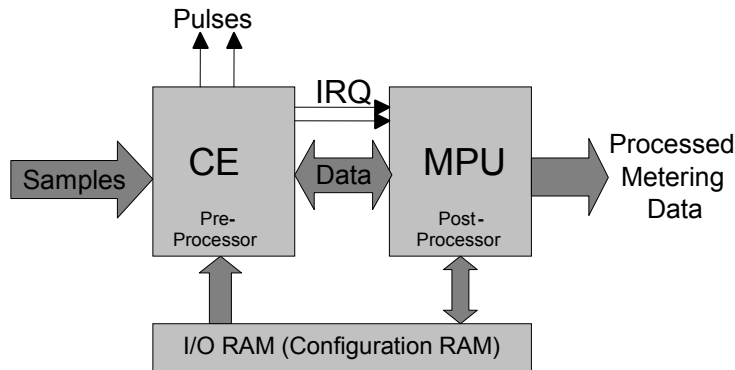 Pulses
IRQ
CE
MPU
Samples
Data
Processed
Metering
Data
Pre-
Processor
Post-
Processor
I/O RAM (Configuration RAM)